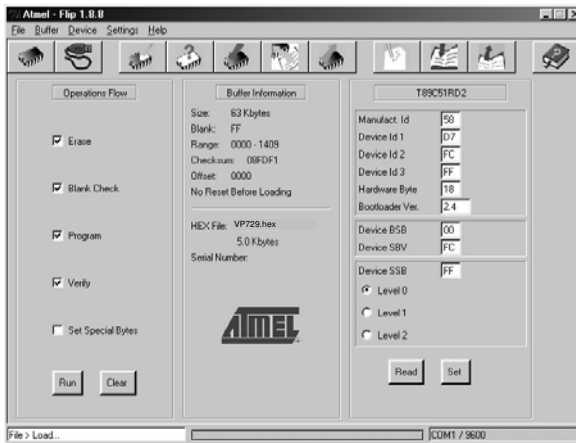 Atmel - Flip 1.8.8
File Buffer Device Settings Help
Operations Flow
Erase
Blank Check
Program
Verify
Set Special Bytes
Run Clear
Buffer Information
Size: 63 Kbytes
Blank: FF
Range: 0000 - 1409
Checksum: 08FDF1
Offset: 0000
No Reset Before Loading
HEX File: VP729.hex
5.0 Kbytes
Serial Number:
ATMEL
T89C51RD2
Manufact. Id 58
Device Id 1 D7
Device Id 2 FC
Device Id 3 FF
Hardware Byte 18
Bootloader Ver. 2.4
Device BSB 00
Device SBV FC
Device SSB FF
Level 0
Level 1
Level 2
Read Set
File > Load...
COM1 / 9600